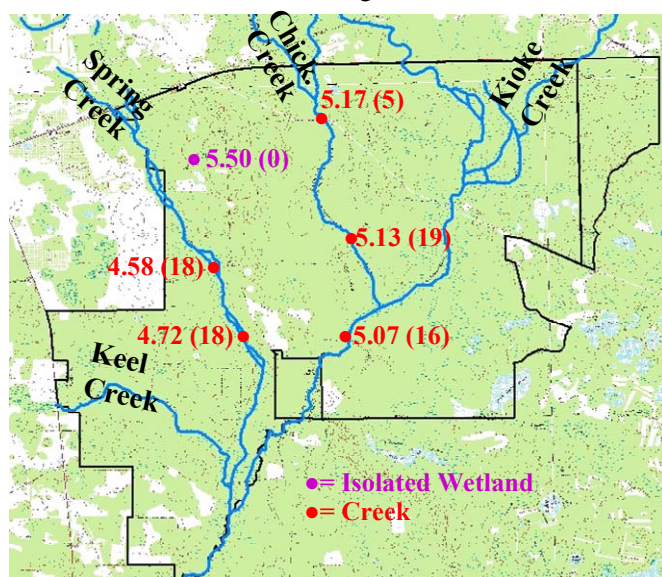 Spring
Creek
Chick.
Creek
Kioke
Creek
5.17 (5)
5.50 (0)
5.13 (19)
4.58 (18)
4.72 (18)
5.07 (16)
Keel
Creek
= Isolated Wetland
= Creek